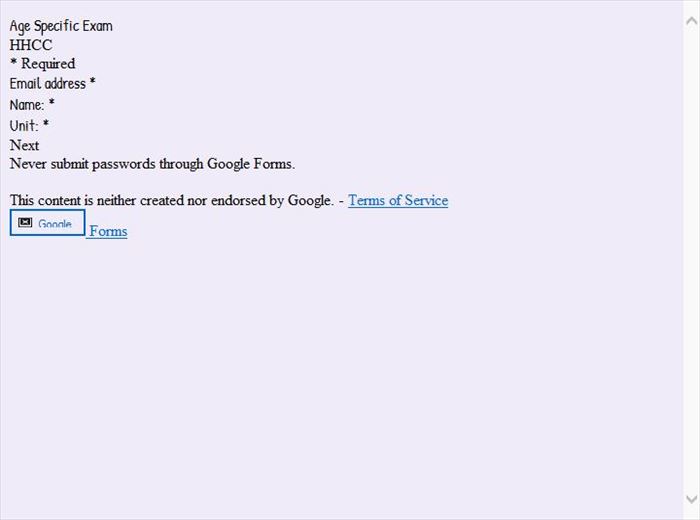 Age Specific Exam
HHCC
* Required
Email address *
Name: *
Unit: *
Next
Never submit passwords through Google Forms.
This content is neither created nor endorsed by Google. - Terms of Service
Google Forms